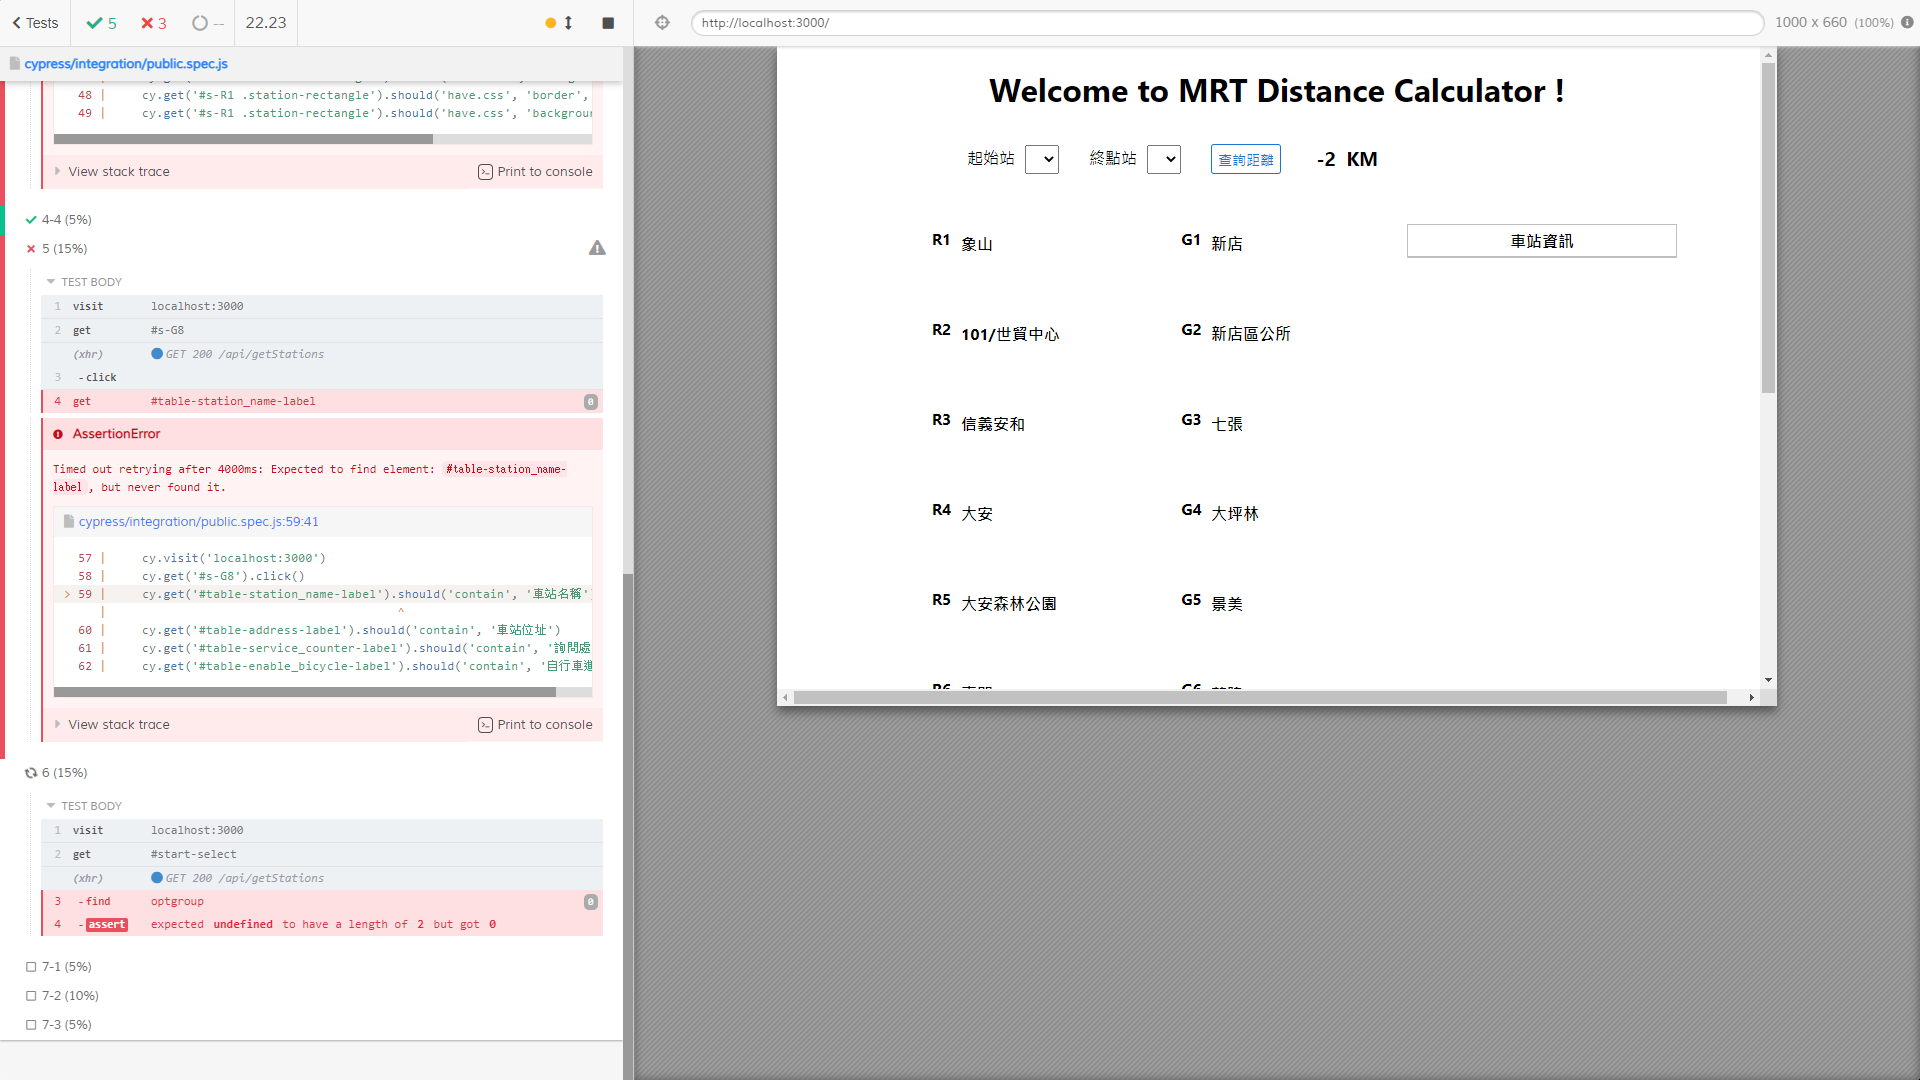 Tests
5
3
--
22.23
cypress/integration/public.spec.js
48 | cy.get('#s-R1 .station-rectangle').should('have.css', 'border',
49 | cy.get('#s-R1 .station-rectangle').should('have.css', 'backgrou
View stack trace
Print to console
4-4 (5%)
5 (15%)
TEST BODY
1 visit localhost:3000
2 get #s-G8
(xhr) GET 200 /api/getStations
3 -click
4 get #table-station_name-label 0
AssertionError
Timed out retrying after 4000ms: Expected to find element: #table-station_name-
label , but never found it.
cypress/integration/public.spec.js:59:41
57 | cy.visit('localhost:3000')
58 | cy.get('#s-G8').click()
> 59 | cy.get('#table-station_name-label').should('contain', '車站名稱'
| ^
60 | cy.get('#table-address-label').should('contain', '車站位址')
61 | cy.get('#table-service_counter-label').should('contain', '詢問處
62 | cy.get('#table-enable_bicycle-label').should('contain', '自行車進
View stack trace
Print to console
6 (15%)
TEST BODY
1 visit localhost:3000
2 get #start-select
(xhr) GET 200 /api/getStations
3 -find optgroup 0
4 -assert expected undefined to have a length of 2 but got 0
7-1 (5%)
7-2 (10%)
7-3 (5%)
http://localhost:3000/
1000 x 660 (100%)
Welcome to MRT Distance Calculator !
起始站 終點站 查詢距離 -2 KM
R1 象山 G1 新店 車站資訊
R2 101/世貿中心 G2 新店區公所
R3 信義安和 G3 七張
R4 大安 G4 大坪林
R5 大安森林公園 G5 景美